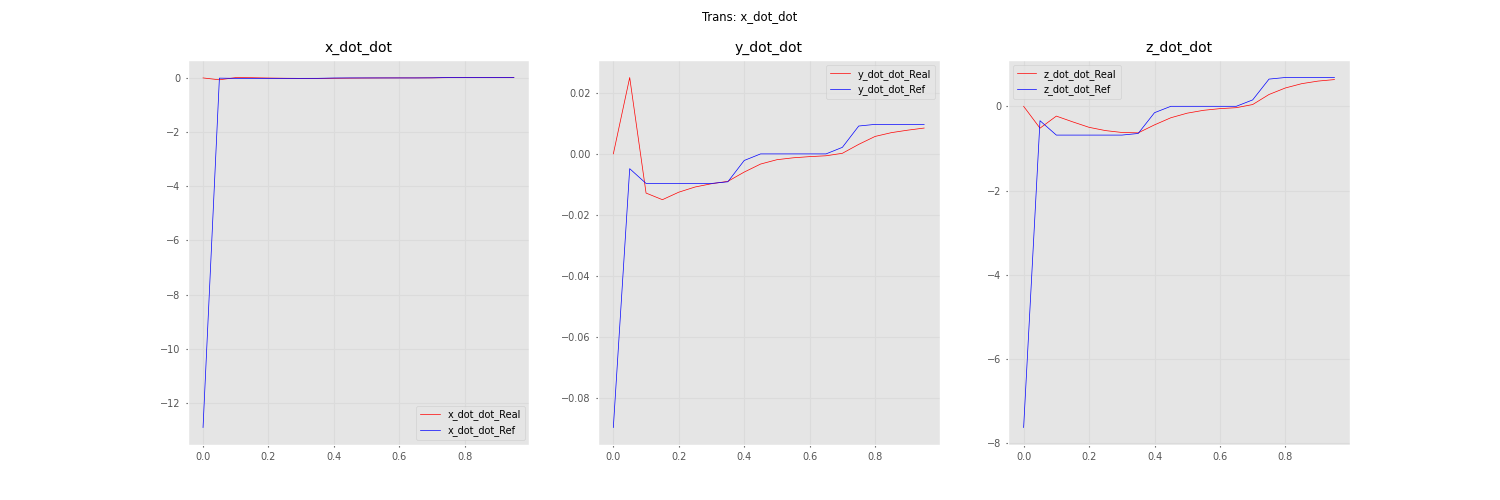 Trans: x_dot_dot
x_dot_dot
0
−2
−4
−6
−8
−10
−12
0.0 0.2 0.4 0.6 0.8
x_dot_dot_Real
x_dot_dot_Ref
y_dot_dot
0.02
0.00
−0.02
−0.04
−0.06
−0.08
0.0 0.2 0.4 0.6 0.8
y_dot_dot_Real
y_dot_dot_Ref
z_dot_dot
0
−2
−4
−6
−8
0.0 0.2 0.4 0.6 0.8
z_dot_dot_Real
z_dot_dot_Ref